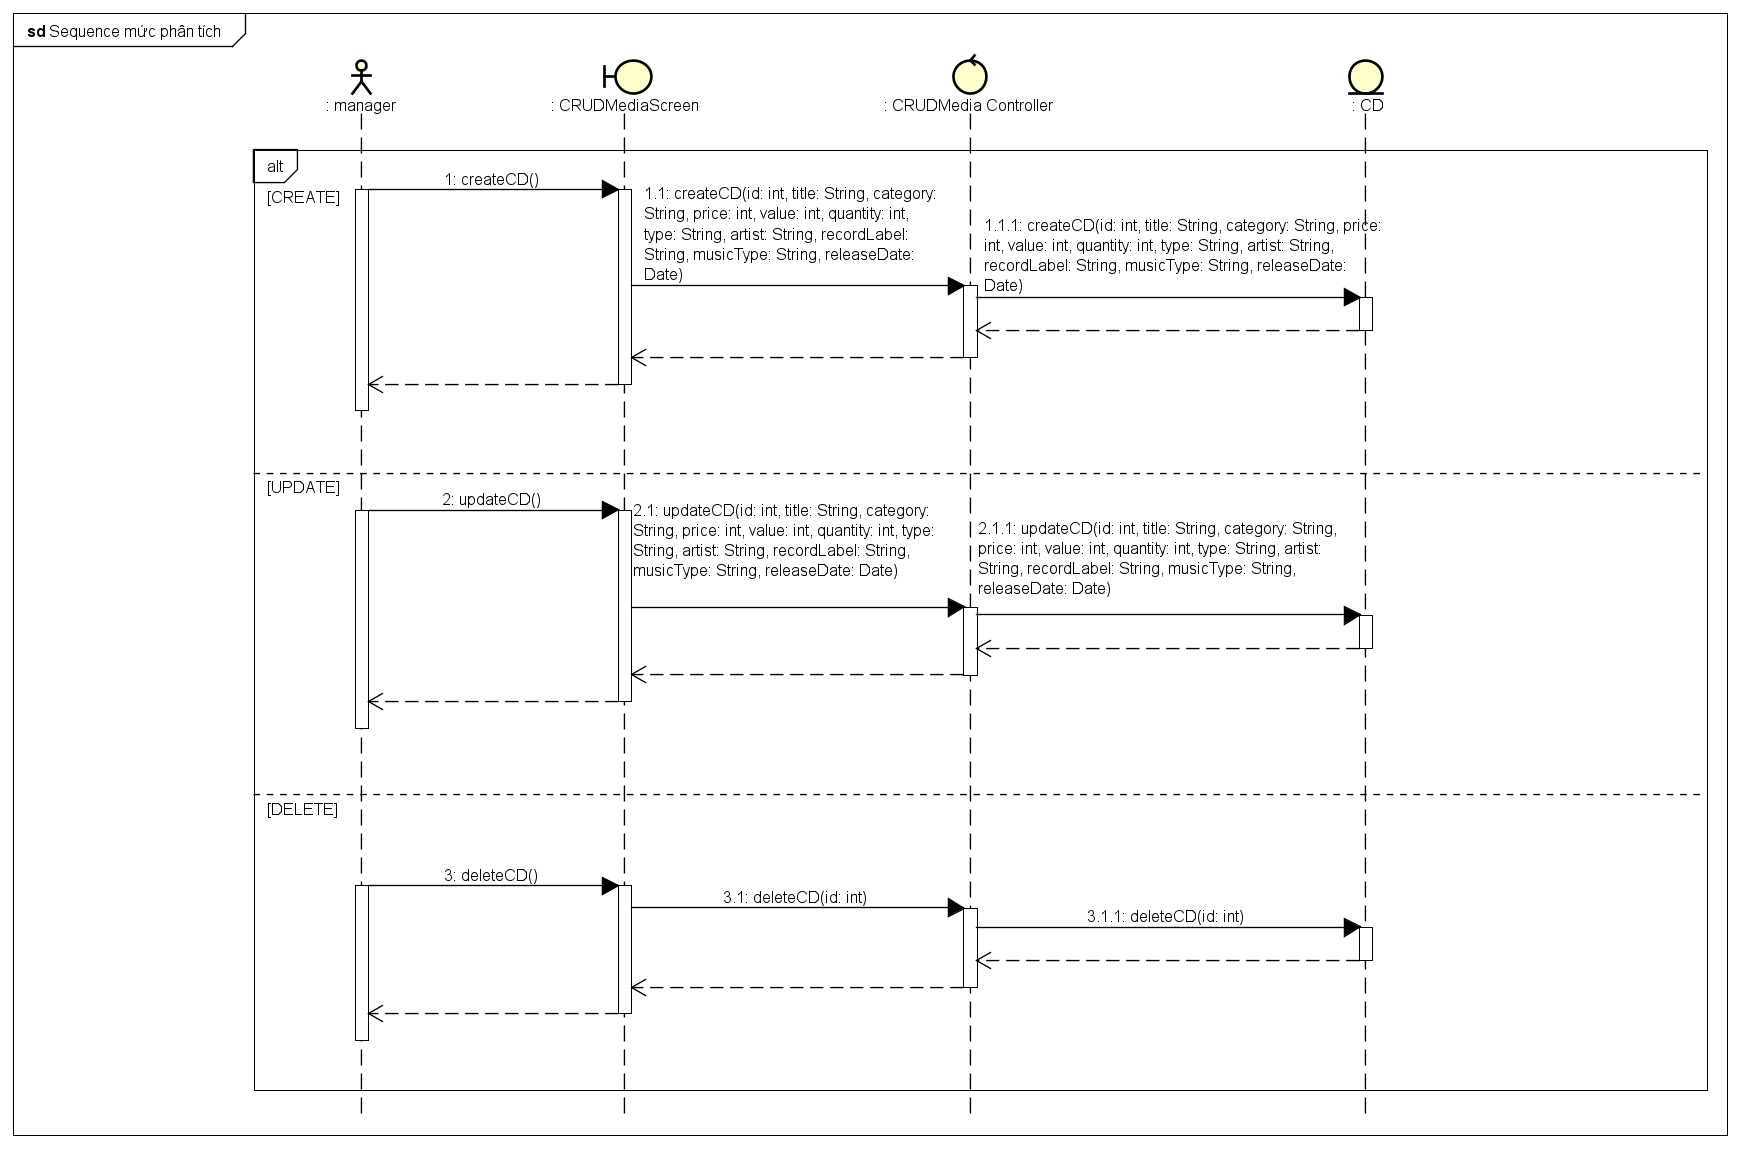 sd Sequence mức phân tích
: manager
: CRUDMediaScreen
: CRUDMedia Controller
: CD
alt
[CREATE]
1: createCD()
1.1: createCD(id: int, title: String, category:
String, price: int, value: int, quantity: int,
type: String, artist: String, recordLabel:
String, musicType: String, releaseDate:
Date)
1.1.1: createCD(id: int, title: String, category: String, price:
int, value: int, quantity: int, type: String, artist: String,
recordLabel: String, musicType: String, releaseDate:
Date)
[UPDATE]
2: updateCD()
2.1: updateCD(id: int, title: String, category:
String, price: int, value: int, quantity: int, type:
String, artist: String, recordLabel: String,
musicType: String, releaseDate: Date)
2.1.1: updateCD(id: int, title: String, category: String,
price: int, value: int, quantity: int, type: String, artist:
String, recordLabel: String, musicType: String,
releaseDate: Date)
[DELETE]
3: deleteCD()
3.1: deleteCD(id: int)
3.1.1: deleteCD(id: int)